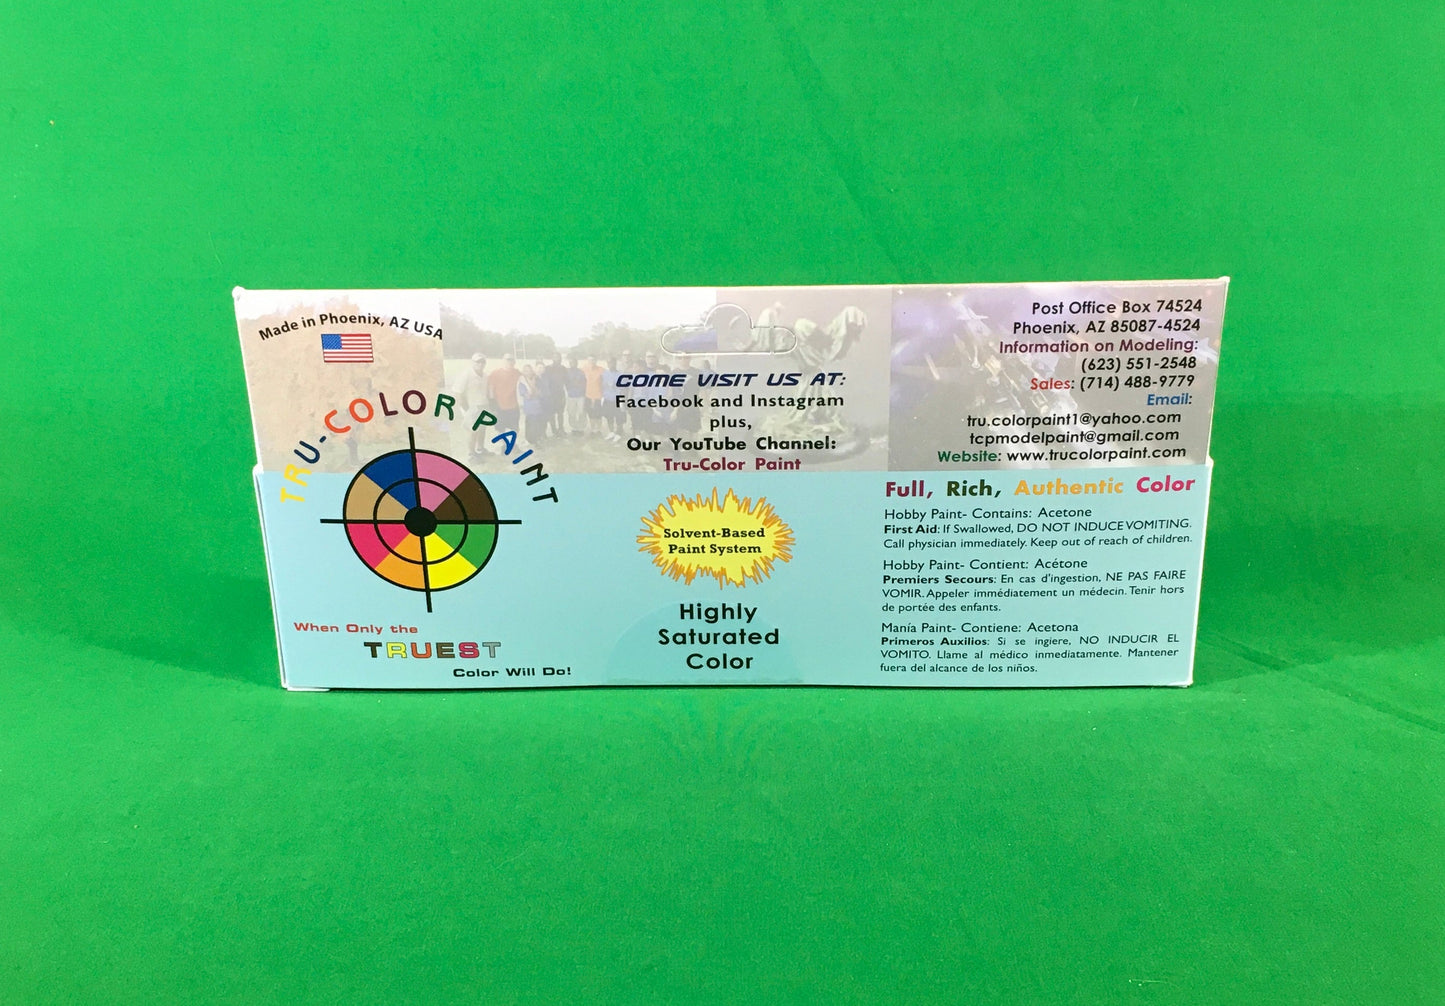 Made in Phoenix, AZ USA
TRU-COLOR PAINT
When Only the
TRUEST
Color Will Do!
COME VISIT US AT:
Facebook and Instagram
plus,
Our YouTube Channel:
Tru-Color Paint
Solvent-Based
Paint System
Highly
Saturated
Color
Post Office Box 74524
Phoenix, AZ 85087-4524
Information on Modeling:
(623) 551-2548
Sales: (714) 488-9779
Email:
tru.colorpaint1@yahoo.com
tcpmodelpaint@gmail.com
Website: www.trucolorpaint.com
Full, Rich, Authentic Color
Hobby Paint- Contains: Acetone
First Aid: If Swallowed, DO NOT INDUCE VOMITING.
Call physician immediately. Keep out of reach of children.
Hobby Paint- Contient: Acétone
Premiers Secours: En cas d'ingestion, NE PAS FAIRE
VOMIR. Appeler immédiatement un médecin. Tenir hors
de portée des enfants.
Manía Paint- Contiene: Acetona
Primeros Auxilios: Si se ingiere, NO INDUCIR EL
VOMITO. Llame al médico inmediatamente. Mantener
fuera del alcance de los niños.